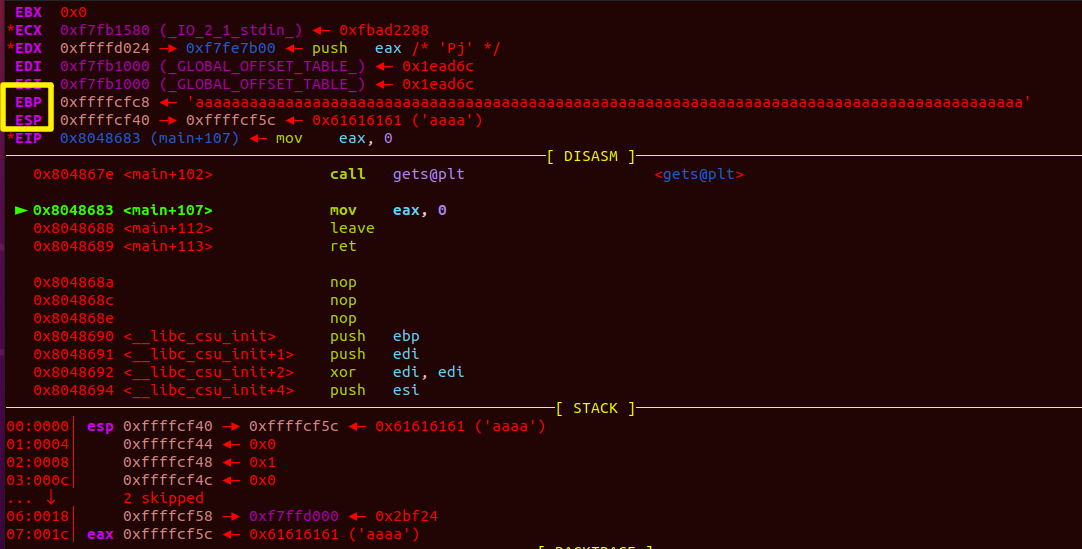 EBX 0x0
*ECX 0xf7fb1580 (_IO_2_1_stdin_) ◂— 0xfbad2288
*EDX 0xffffd024 —▸ 0xf7fe7b00 ◂— push eax /* 'Pj' */
EDI 0xf7fb1000 (_GLOBAL_OFFSET_TABLE_) ◂— 0x1ead6c
ESI 0xf7fb1000 (_GLOBAL_OFFSET_TABLE_) ◂— 0x1ead6c
EBP 0xffffcfc8 ◂—
ESP 0xffffcf40 —▸ 0xffffcf5c ◂— 0x61616161 ('aaaa')
*EIP 0x8048683 (main+107) ◂— mov eax, 0
[ DISASM ]
0x804867e <main+102> call gets@plt <gets@plt>
► 0x8048683 <main+107> mov eax, 0
0x8048688 <main+112> leave
0x8048689 <main+113> ret
0x804868a nop
0x804868c nop
0x804868e nop
0x8048690 <__libc_csu_init> push ebp
0x8048691 <__libc_csu_init+1> push edi
0x8048692 <__libc_csu_init+2> xor edi, edi
0x8048694 <__libc_csu_init+4> push esi
[ STACK ]
00:0000│ esp 0xffffcf40 —▸ 0xffffcf5c ◂— 0x61616161 ('aaaa')
01:0004│ 0xffffcf44 ◂— 0x0
02:0008│ 0xffffcf48 ◂— 0x1
03:000c│ 0xffffcf4c ◂— 0x0
... ↓ 2 skipped
06:0018│ 0xffffcf58 —▸ 0xf7ffd000 ◂— 0x2bf24
07:001c│ eax 0xffffcf5c ◂— 0x61616161 ('aaaa')
[ BACKTRACE ]